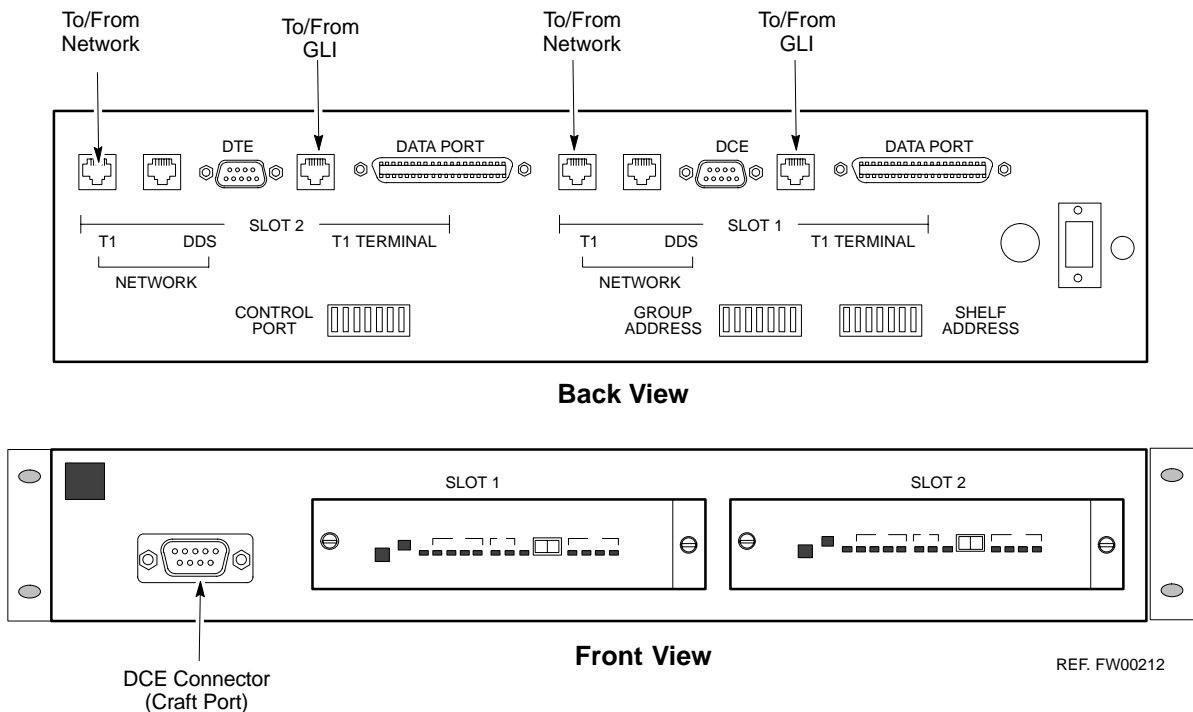 To/From
Network
To/From
GLI
To/From
Network
To/From
GLI
DTE
DATA PORT
DCE
DATA PORT
SLOT 2
SLOT 1
T1
DDS
T1 TERMINAL
T1
DDS
T1 TERMINAL
NETWORK
NETWORK
CONTROL
PORT
GROUP
ADDRESS
SHELF
ADDRESS
Back View
SLOT 1
SLOT 2
Front View
REF. FW00212
DCE Connector
(Craft Port)